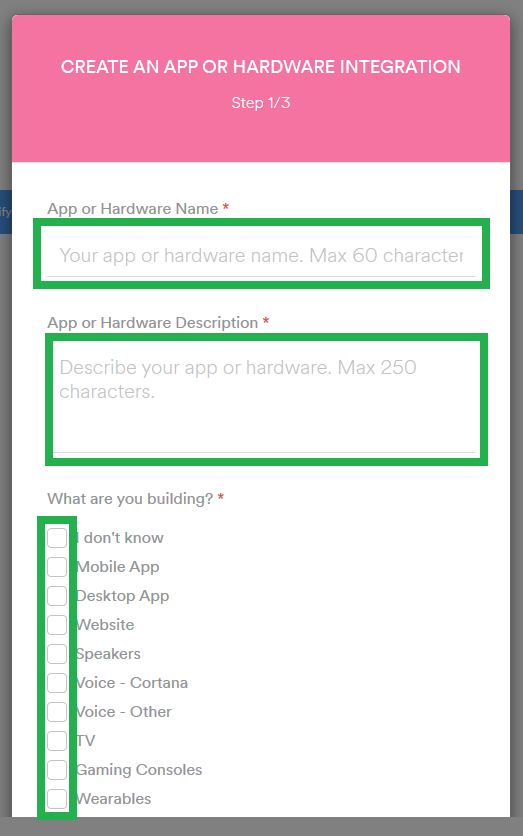 CREATE AN APP OR HARDWARE INTEGRATION
Step 1/3
ify
App or Hardware Name *
Your app or hardware name. Max 60 character
App or Hardware Description *
Describe your app or hardware. Max 250
characters.
What are you building? *
I don't know
Mobile App
Desktop App
Website
Speakers
Voice - Cortana
Voice - Other
TV
Gaming Consoles
Wearables